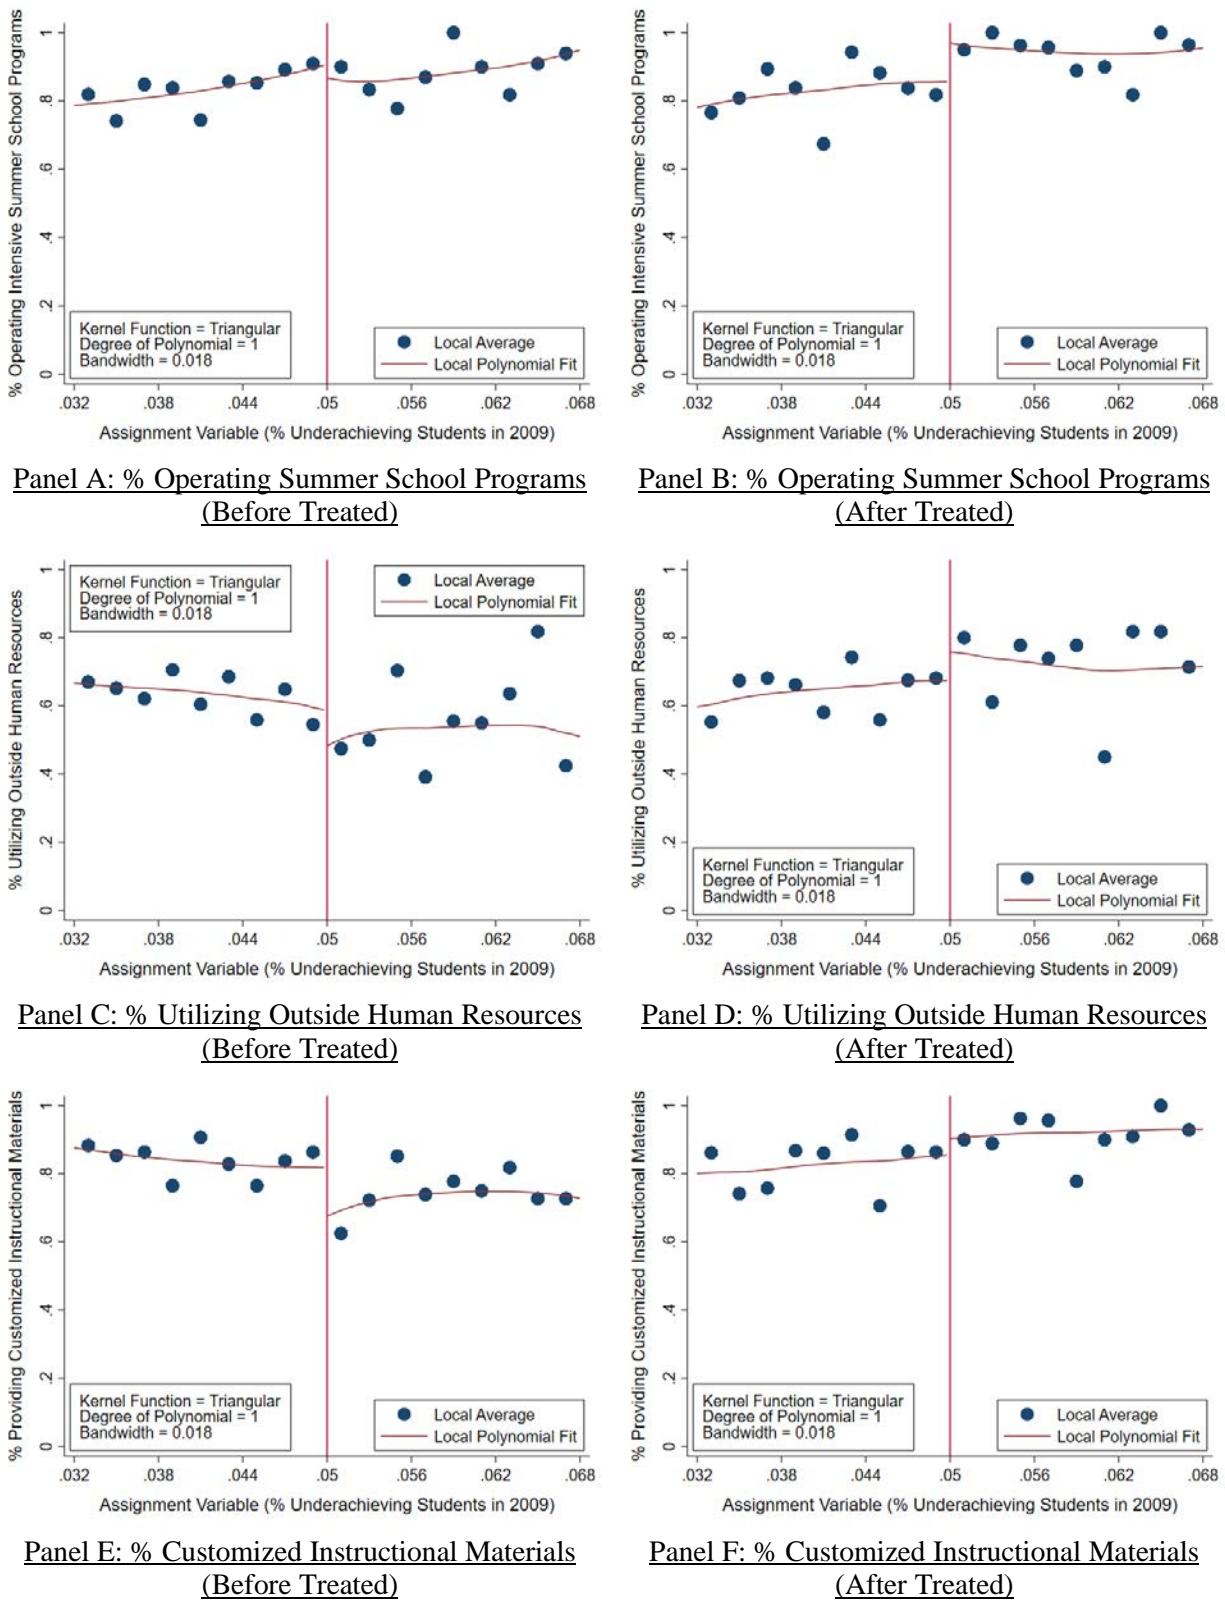 % Operating Intensive Summer School Programs
1
.8
.6
.4
.2
0
Kernel Function = Triangular
Degree of Polynomial = 1
Bandwidth = 0.018
Local Average
Local Polynomial Fit
.032 .038 .044 .05 .056 .062 .068
Assignment Variable (% Underachieving Students in 2009)
Panel A: % Operating Summer School Programs
(Before Treated)
% Operating Intensive Summer School Programs
1
.8
.6
.4
.2
0
Kernel Function = Triangular
Degree of Polynomial = 1
Bandwidth = 0.018
Local Average
Local Polynomial Fit
.032 .038 .044 .05 .056 .062 .068
Assignment Variable (% Underachieving Students in 2009)
Panel B: % Operating Summer School Programs
(After Treated)
% Utilizing Outside Human Resources
1
.8
.6
.4
.2
0
Kernel Function = Triangular
Degree of Polynomial = 1
Bandwidth = 0.018
Local Average
Local Polynomial Fit
.032 .038 .044 .05 .056 .062 .068
Assignment Variable (% Underachieving Students in 2009)
Panel C: % Utilizing Outside Human Resources
(Before Treated)
% Utilizing Outside Human Resources
1
.8
.6
.4
.2
0
Kernel Function = Triangular
Degree of Polynomial = 1
Bandwidth = 0.018
Local Average
Local Polynomial Fit
.032 .038 .044 .05 .056 .062 .068
Assignment Variable (% Underachieving Students in 2009)
Panel D: % Utilizing Outside Human Resources
(After Treated)
% Providing Customized Instructional Materials
1
.8
.6
.4
.2
0
Kernel Function = Triangular
Degree of Polynomial = 1
Bandwidth = 0.018
Local Average
Local Polynomial Fit
.032 .038 .044 .05 .056 .062 .068
Assignment Variable (% Underachieving Students in 2009)
Panel E: % Customized Instructional Materials
(Before Treated)
% Providing Customized Instructional Materials
1
.8
.6
.4
.2
0
Kernel Function = Triangular
Degree of Polynomial = 1
Bandwidth = 0.018
Local Average
Local Polynomial Fit
.032 .038 .044 .05 .056 .062 .068
Assignment Variable (% Underachieving Students in 2009)
Panel F: % Customized Instructional Materials
(After Treated)